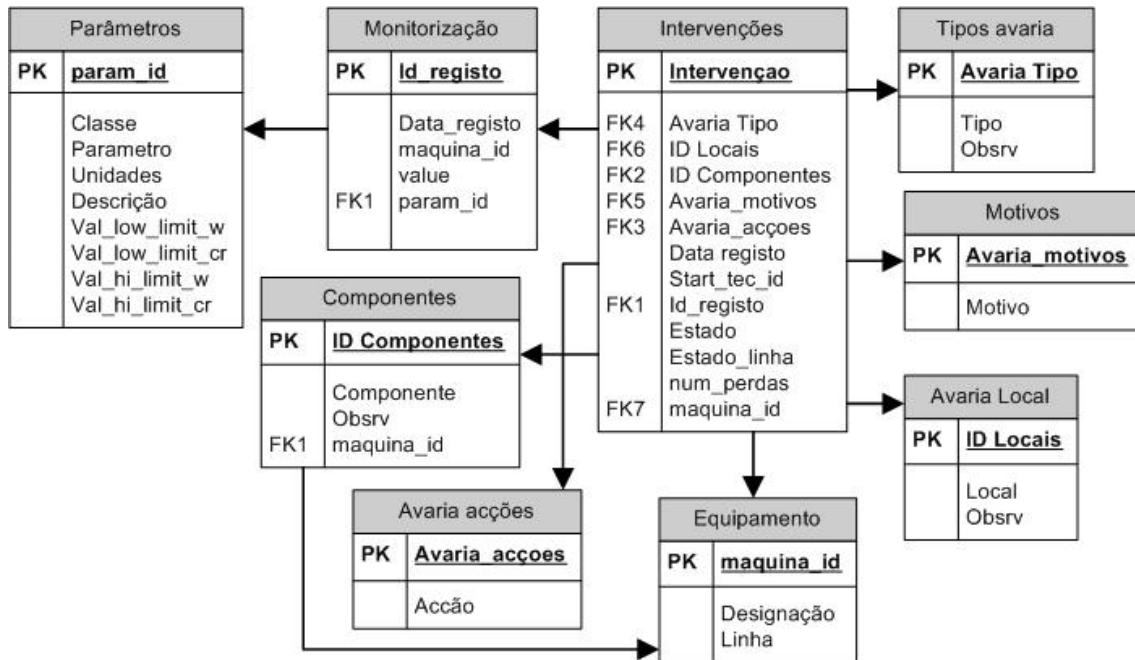 Parâmetros
PK param_id
Classe
Parametro
Unidades
Descrição
Val_low_limit_w
Val_low_limit_cr
Val_hi_limit_w
Val_hi_limit_cr
Monitorização
PK Id_registo
Data_registo
maquina_id
value
FK1 param_id
Intervenções
PK Intervençao
FK4 Avaria Tipo
FK6 ID Locais
FK2 ID Componentes
FK5 Avaria_motivos
FK3 Avaria_acçoes
Data registo
Start_tec_id
FK1 Id_registo
Estado
Estado_linha
num_perdas
FK7 maquina_id
Tipos avaria
PK Avaria Tipo
Tipo
Obsrv
Motivos
PK Avaria_motivos
Motivo
Componentes
PK ID Componentes
Componente
Obsrv
FK1 maquina_id
Avaria Local
PK ID Locais
Local
Obsrv
Avaria acções
PK Avaria_acçoes
Accão
Equipamento
PK maquina_id
Designação
Linha